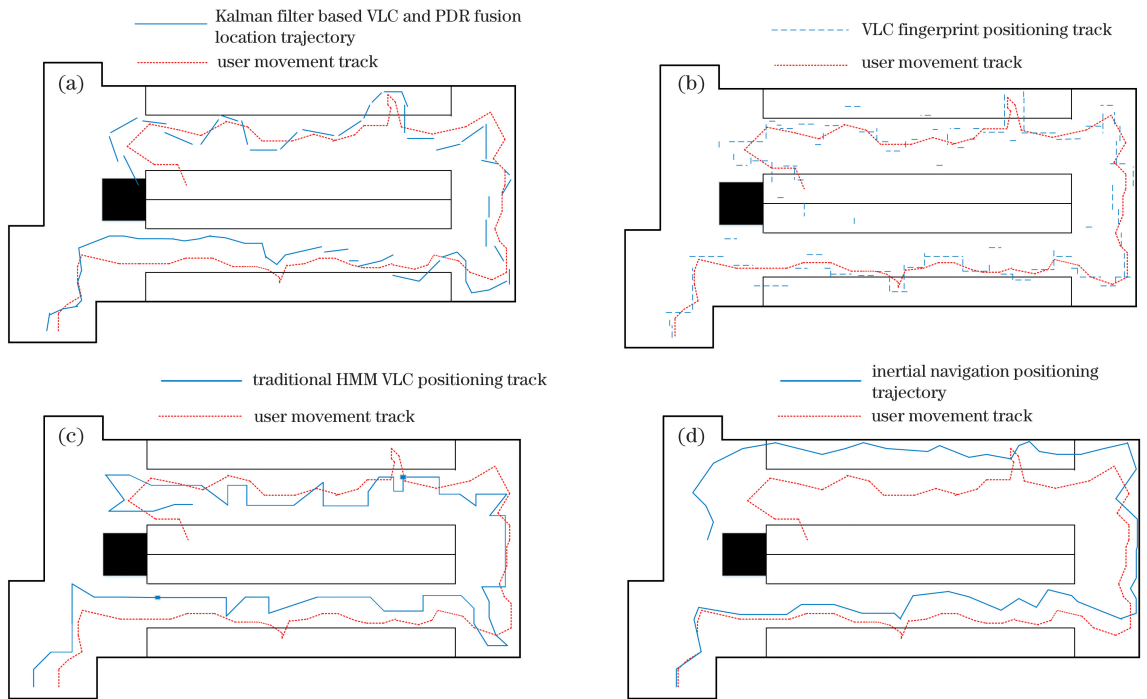 Kalman filter based VLC and PDR fusion
location trajectory
user movement track
(a)
VLC fingerprint positioning track
user movement track
(b)
traditional HMM VLC positioning track
user movement track
(c)
inertial navigation positioning
trajectory
user movement track
(d)